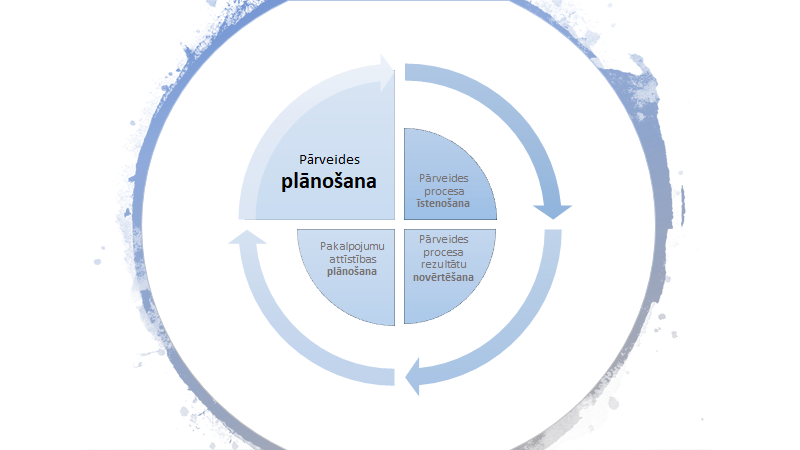 Pārveides
plānošana
Pārveides
procesa
īstenošana
Pārveides
procesa
rezultātu
novērtēšana
Pakalpojumu
attīstības
plānošana